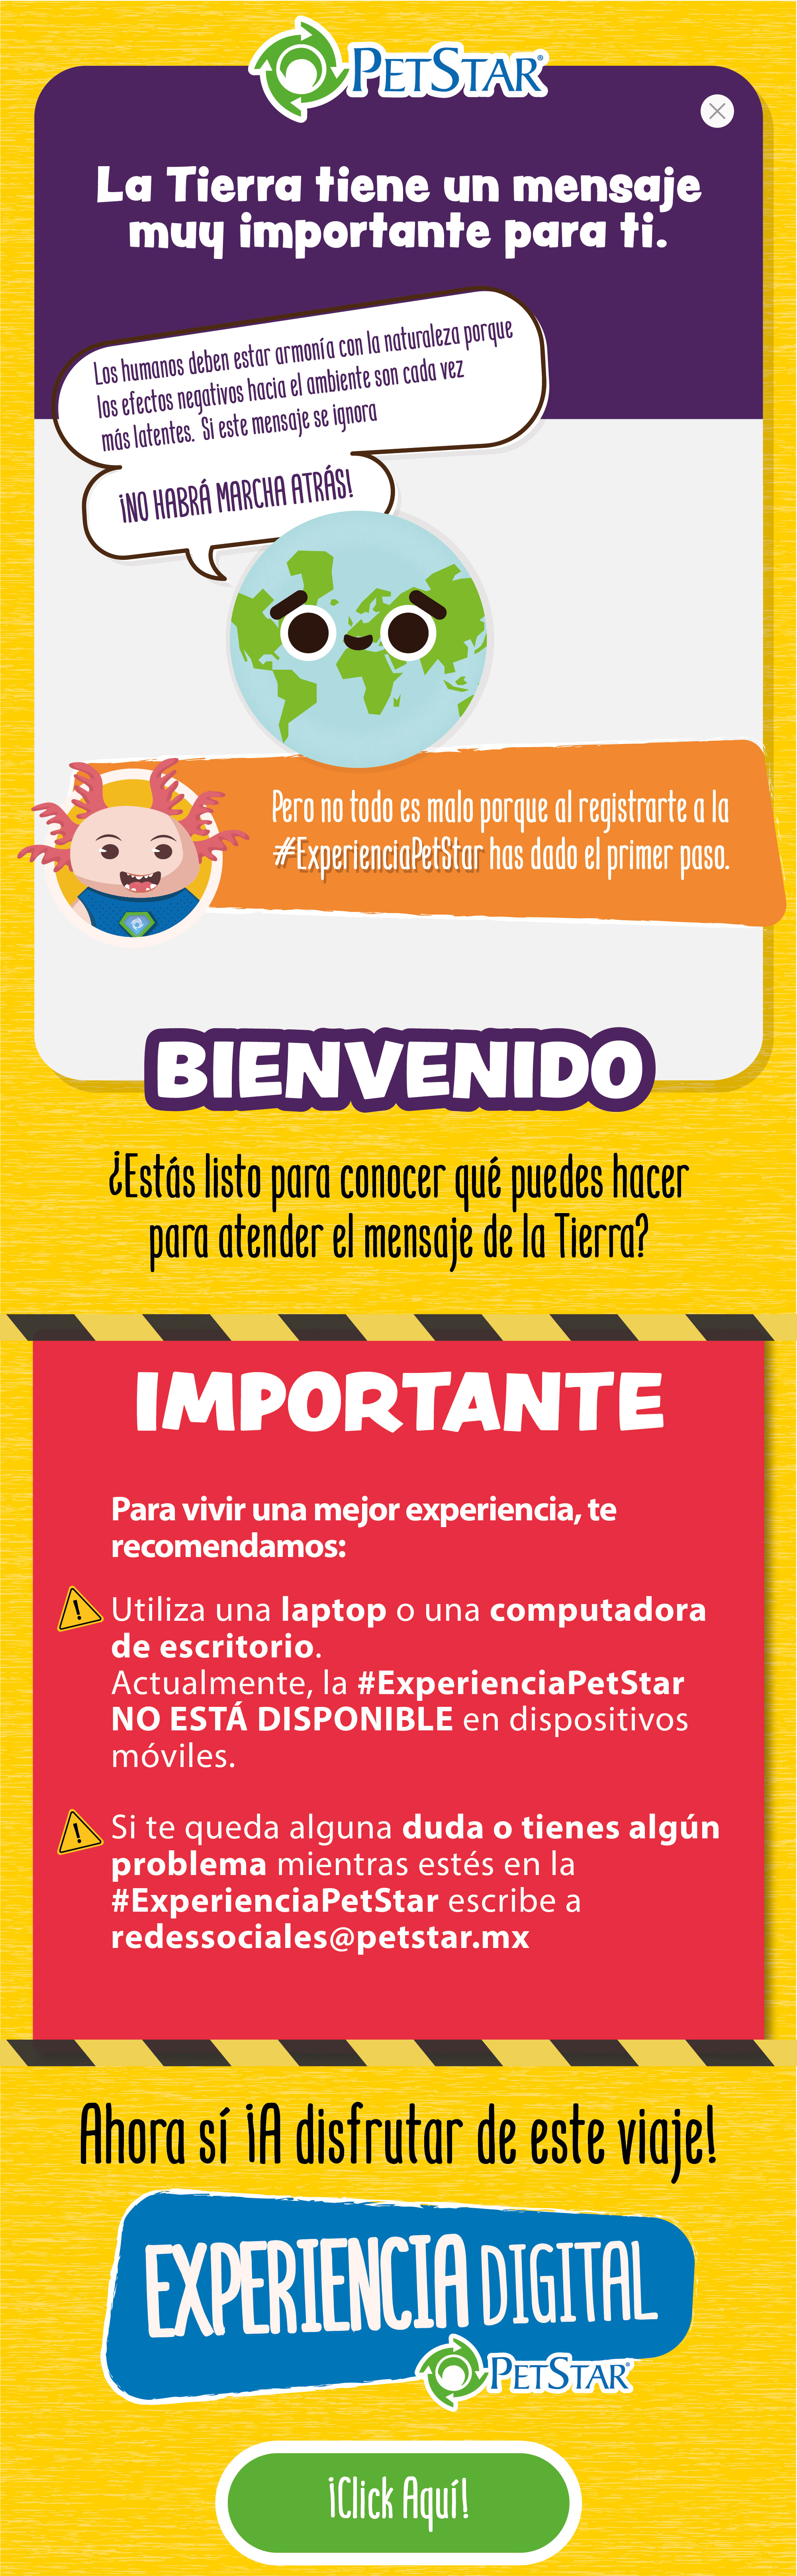 PETSTAR®
La Tierra tiene un mensaje
muy importante para ti.
Los humanos deben estar armonía con la naturaleza porque
los efectos negativos hacia el ambiente son cada vez
más latentes. Si este mensaje se ignora
¡NO HABRÁ MARCHA ATRÁS!
Pero no todo es malo porque al registrarte a la
#ExperienciaPetStar has dado el primer paso.
BIENVENIDO
¿Estás listo para conocer qué puedes hacer
para atender el mensaje de la Tierra?
IMPORTANTE
Para vivir una mejor experiencia, te
recomendamos:
Utiliza una laptop o una computadora
de escritorio.
Actualmente, la #ExperienciaPetStar
NO ESTÁ DISPONIBLE en dispositivos
móviles.
Si te queda alguna duda o tienes algún
problema mientras estés en la
#ExperienciaPetStar escribe a
redessociales@petstar.mx
Ahora sí ¡A disfrutar de este viaje!
EXPERIENCIA DIGITAL
PETSTAR®
¡Click Aquí!